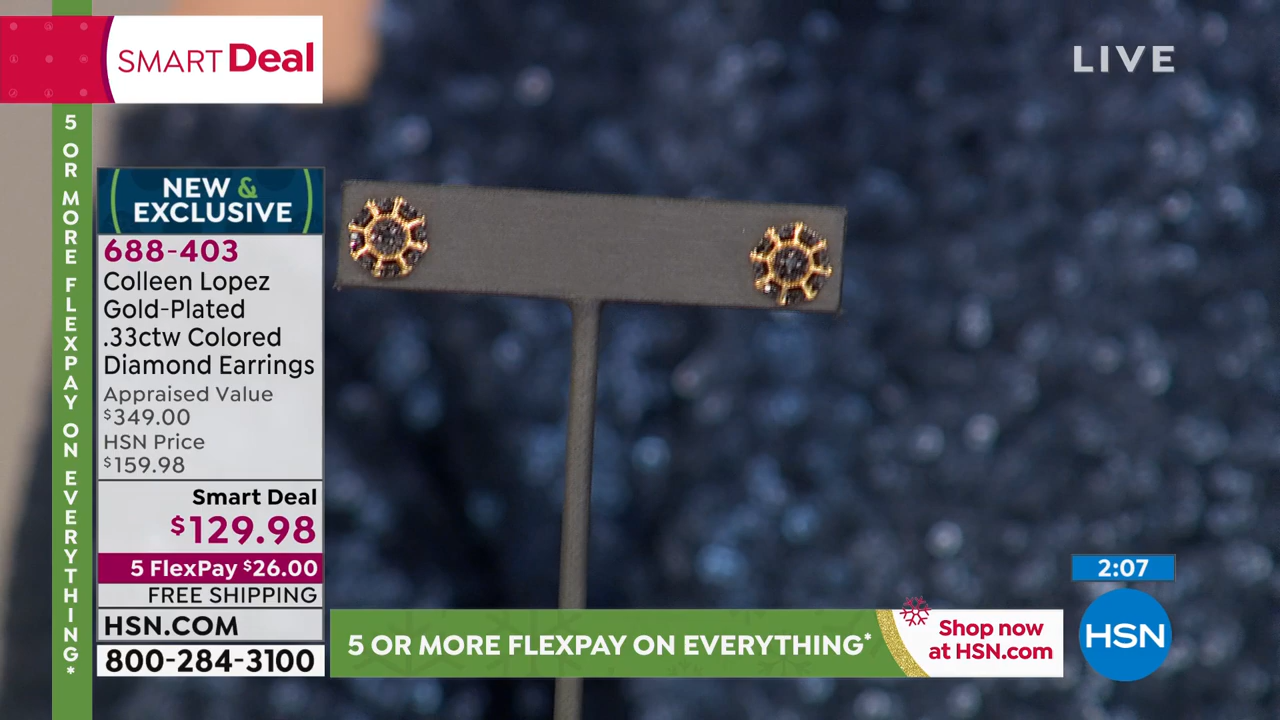 SMART Deal
LIVE
5 OR MORE FLEXPAY ON EVERYTHING*
NEW &
EXCLUSIVE
688-403
Colleen Lopez
Gold-Plated
.33ctw Colored
Diamond Earrings
Appraised Value
$349.00
HSN Price
$159.98
Smart Deal
$129.98
5 FlexPay $26.00
FREE SHIPPING
HSN.COM
800-284-3100
5 OR MORE FLEXPAY ON EVERYTHING*
Shop now
at HSN.com
2:07
HSN